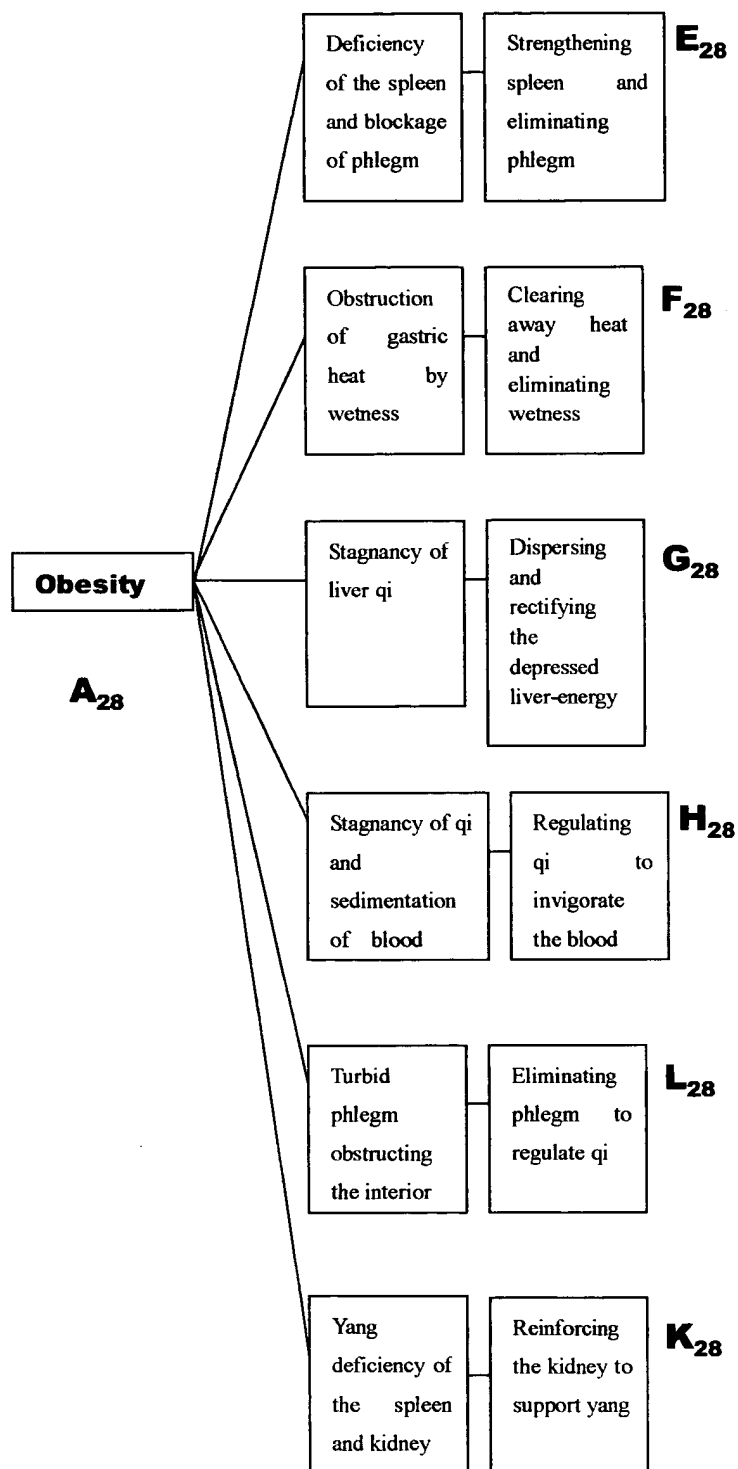 Deficiency
of the spleen
and blockage
of phlegm
Strengthening
spleen and
eliminating
phlegm
E28
Obstruction
of gastric
heat by
wetness
Clearing
away heat
and
eliminating
wetness
F28
Obesity
A28
Stagnancy of
liver qi
Dispersing
and
rectifying
the
depressed
liver-energy
G28
Stagnancy of qi
and
sedimentation
of blood
Regulating
qi to
invigorate
the blood
H28
Turbid
phlegm
obstructing
the interior
Eliminating
phlegm to
regulate qi
L28
Yang
deficiency of
the spleen
and kidney
Reinforcing
the kidney to
support yang
K28